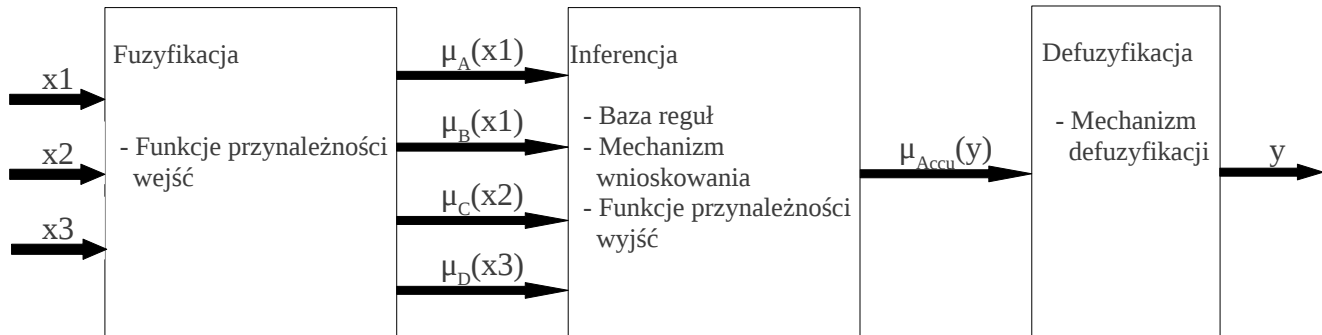 x1
x2
x3
Fuzyfikacja
- Funkcje przynależności
wejść
μA(x1)
μB(x1)
μC(x2)
μD(x3)
Inferencja
- Baza reguł
- Mechanizm
wnioskowania
- Funkcje przynależności
wyjść
μAccu(y)
Defuzyfikacja
- Mechanizm
defuzyfikacji
y